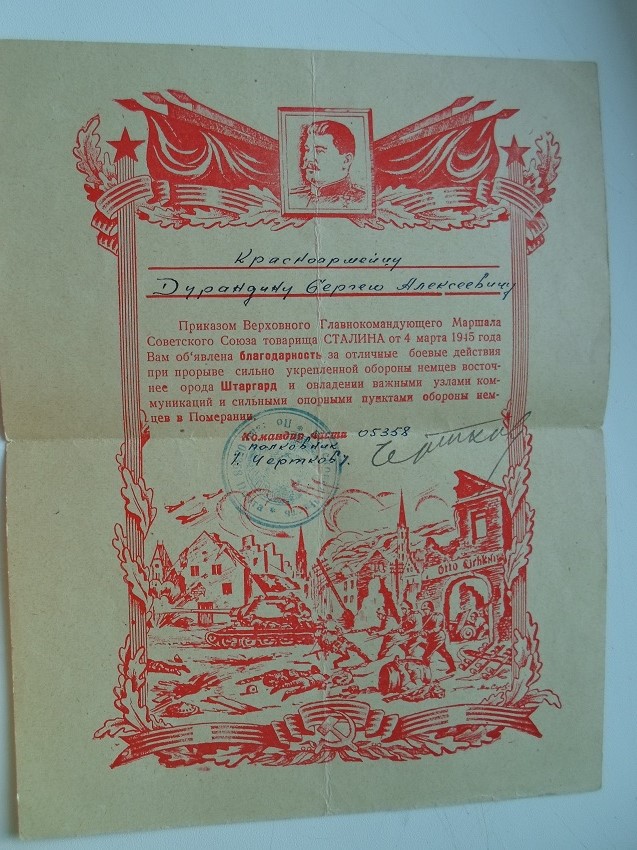 Красноармейцу
Дурандину Сергею Алексеевичу
Приказом Верховного Главнокомандующего Маршала
Советского Союза товарища СТАЛИНА от 4 марта 1945 года
Вам об'явлена благодарность за отличные боевые действия
при прорыве сильно укрепленной обороны немцев восточ-
нее орода Штаргард и овладении важными узлами ком-
муникаций и сильными опорными пунктами обороны нем-
цев в Померании.
Командир части 05358
полковник
(Чертков).
Otto